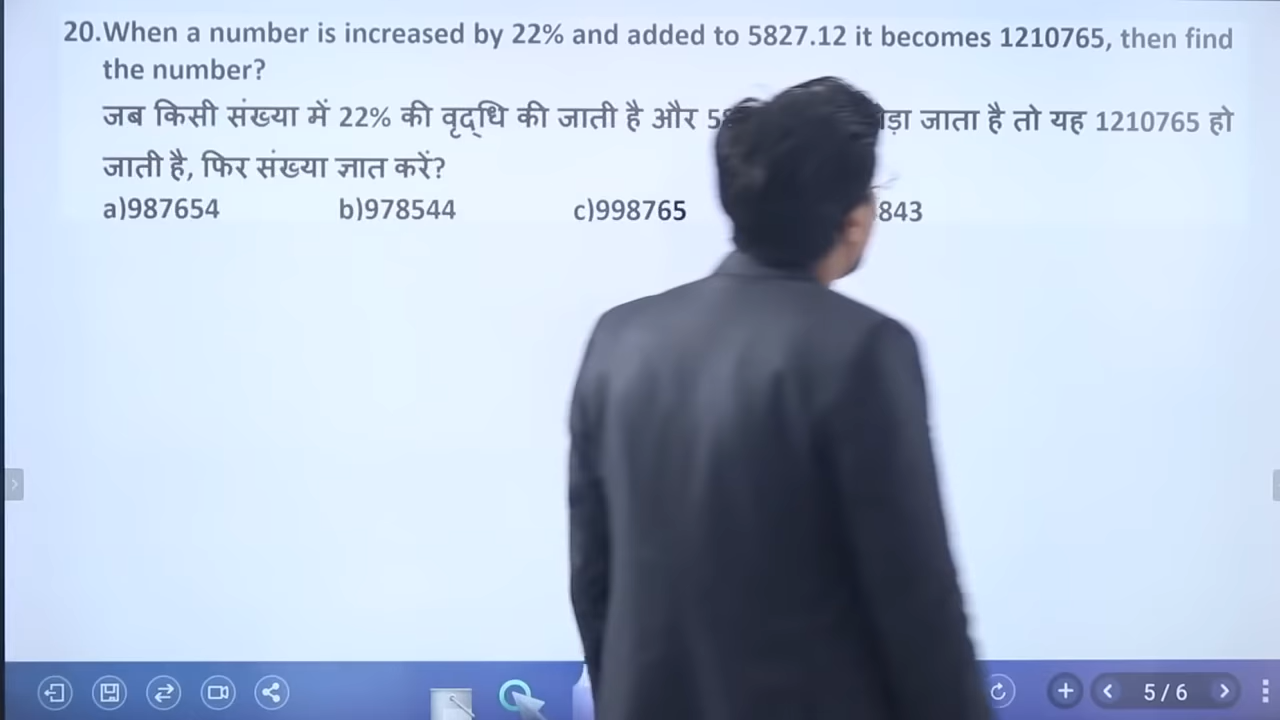 20.When a number is increased by 22% and added to 5827.12 it becomes 1210765, then find
the number?
जब किसी संख्या में 22% की वृद्धि की जाती है और जाता है तो यह 1210765 हो
जाती है, फिर संख्या ज्ञात करें?
a)987654 b)978544 c)998765 843
5/6